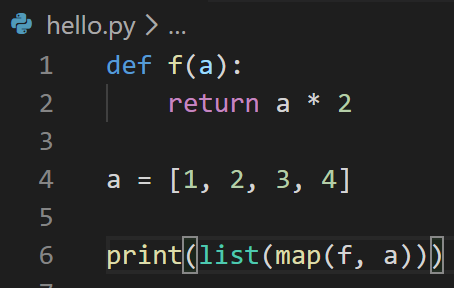 hello.py > ...
1 def f(a):
2     return a * 2
3
4 a = [1, 2, 3, 4]
5
6 print(list(map(f, a)))